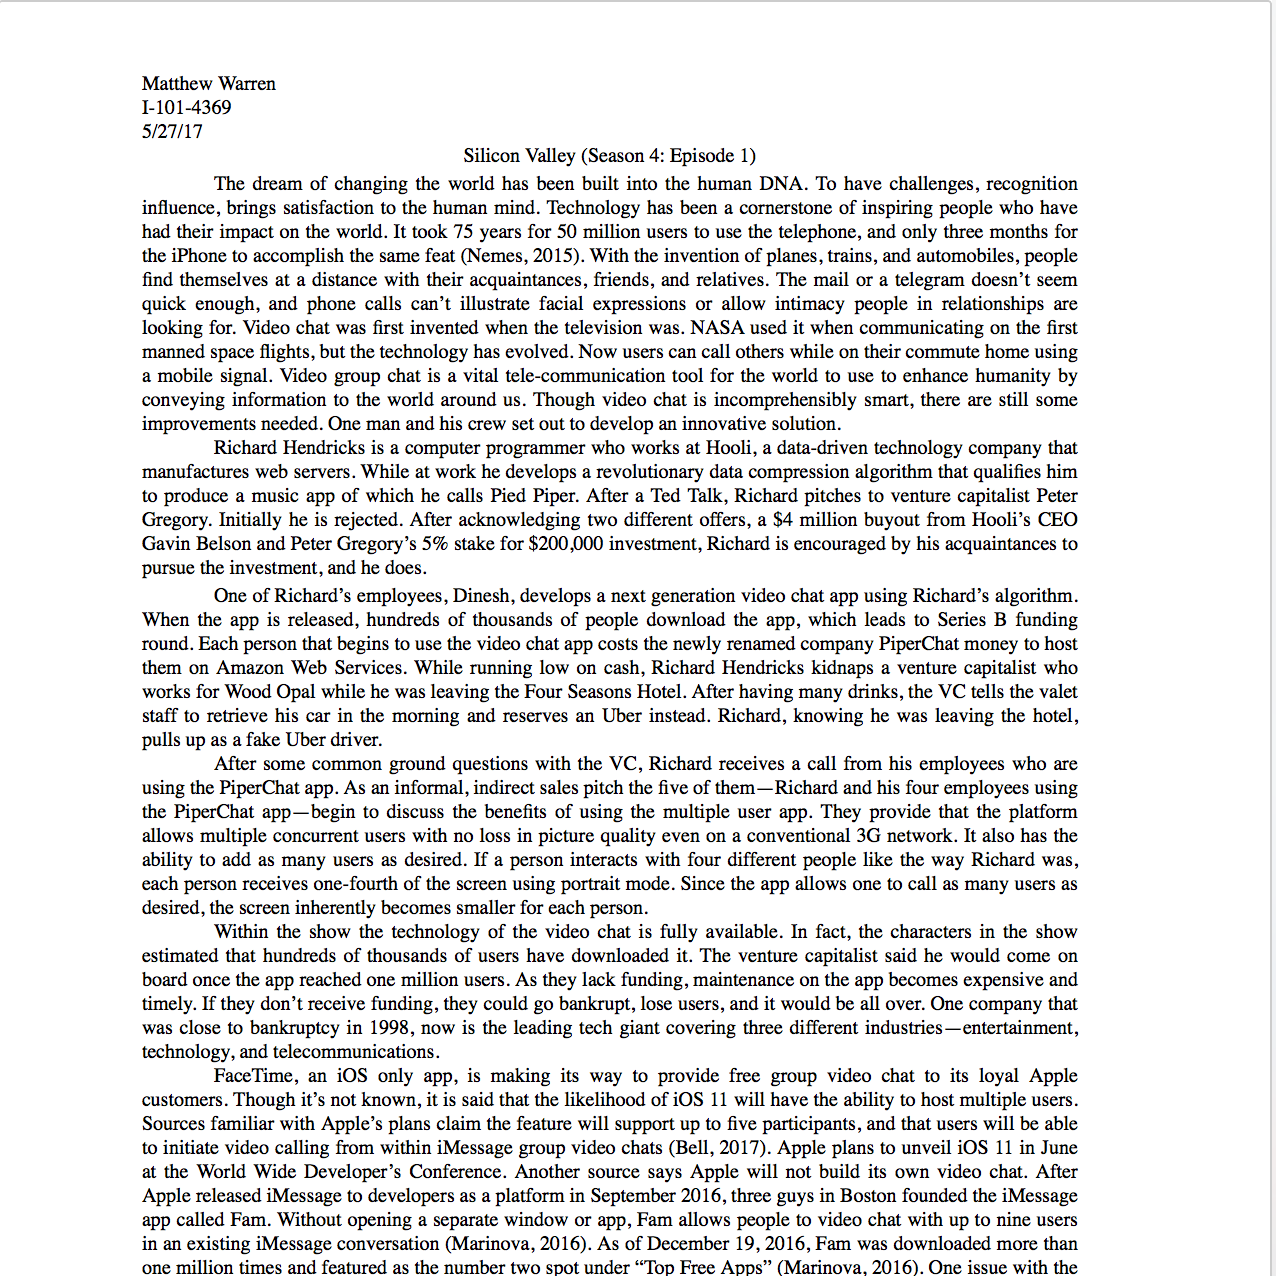 Matthew Warren
I-101-4369
5/27/17
Silicon Valley (Season 4: Episode 1)
The dream of changing the world has been built into the human DNA. To have challenges, recognition
influence, brings satisfaction to the human mind. Technology has been a cornerstone of inspiring people who have
had their impact on the world. It took 75 years for 50 million users to use the telephone, and only three months for
the iPhone to accomplish the same feat (Nemes, 2015). With the invention of planes, trains, and automobiles, people
find themselves at a distance with their acquaintances, friends, and relatives. The mail or a telegram doesn’t seem
quick enough, and phone calls can’t illustrate facial expressions or allow intimacy people in relationships are
looking for. Video chat was first invented when the television was. NASA used it when communicating on the first
manned space flights, but the technology has evolved. Now users can call others while on their commute home using
a mobile signal. Video group chat is a vital tele-communication tool for the world to use to enhance humanity by
conveying information to the world around us. Though video chat is incomprehensibly smart, there are still some
improvements needed. One man and his crew set out to develop an innovative solution.
Richard Hendricks is a computer programmer who works at Hooli, a data-driven technology company that
manufactures web servers. While at work he develops a revolutionary data compression algorithm that qualifies him
to produce a music app of which he calls Pied Piper. After a Ted Talk, Richard pitches to venture capitalist Peter
Gregory. Initially he is rejected. After acknowledging two different offers, a $4 million buyout from Hooli’s CEO
Gavin Belson and Peter Gregory’s 5% stake for $200,000 investment, Richard is encouraged by his acquaintances to
pursue the investment, and he does.
One of Richard’s employees, Dinesh, develops a next generation video chat app using Richard’s algorithm.
When the app is released, hundreds of thousands of people download the app, which leads to Series B funding
round. Each person that begins to use the video chat app costs the newly renamed company PiperChat money to host
them on Amazon Web Services. While running low on cash, Richard Hendricks kidnaps a venture capitalist who
works for Wood Opal while he was leaving the Four Seasons Hotel. After having many drinks, the VC tells the valet
staff to retrieve his car in the morning and reserves an Uber instead. Richard, knowing he was leaving the hotel,
pulls up as a fake Uber driver.
After some common ground questions with the VC, Richard receives a call from his employees who are
using the PiperChat app. As an informal, indirect sales pitch the five of them—Richard and his four employees using
the PiperChat app—begin to discuss the benefits of using the multiple user app. They provide that the platform
allows multiple concurrent users with no loss in picture quality even on a conventional 3G network. It also has the
ability to add as many users as desired. If a person interacts with four different people like the way Richard was,
each person receives one-fourth of the screen using portrait mode. Since the app allows one to call as many users as
desired, the screen inherently becomes smaller for each person.
Within the show the technology of the video chat is fully available. In fact, the characters in the show
estimated that hundreds of thousands of users have downloaded it. The venture capitalist said he would come on
board once the app reached one million users. As they lack funding, maintenance on the app becomes expensive and
timely. If they don’t receive funding, they could go bankrupt, lose users, and it would be all over. One company that
was close to bankruptcy in 1998, now is the leading tech giant covering three different industries—entertainment,
technology, and telecommunications.
FaceTime, an iOS only app, is making its way to provide free group video chat to its loyal Apple
customers. Though it’s not known, it is said that the likelihood of iOS 11 will have the ability to host multiple users.
Sources familiar with Apple’s plans claim the feature will support up to five participants, and that users will be able
to initiate video calling from within iMessage group video chats (Bell, 2017). Apple plans to unveil iOS 11 in June
at the World Wide Developer’s Conference. Another source says Apple will not build its own video chat. After
Apple released iMessage to developers as a platform in September 2016, three guys in Boston founded the iMessage
app called Fam. Without opening a separate window or app, Fam allows people to video chat with up to nine users
in an existing iMessage conversation (Marinova, 2016). As of December 19, 2016, Fam was downloaded more than
one million times and featured as the number two spot under “Top Free Apps” (Marinova, 2016). One issue with the